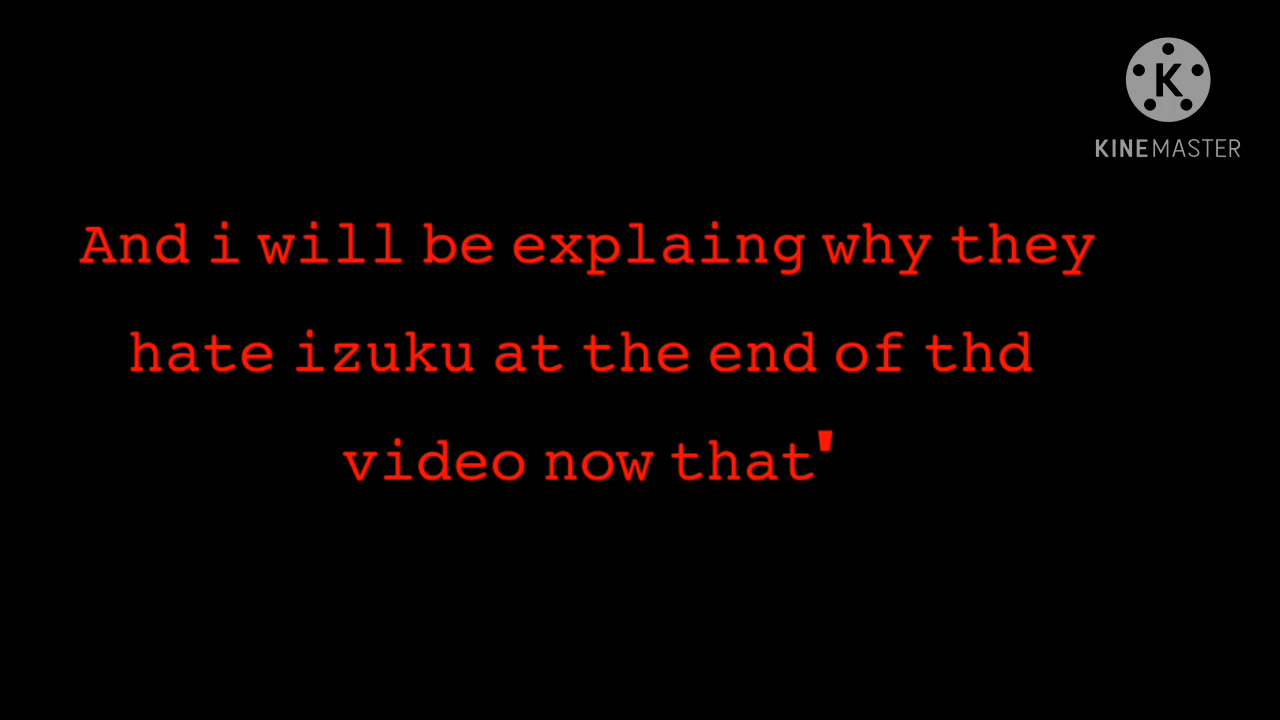 K
KINEMASTER
And i will be explaing why they
hate izuku at the end of thd
video now that'